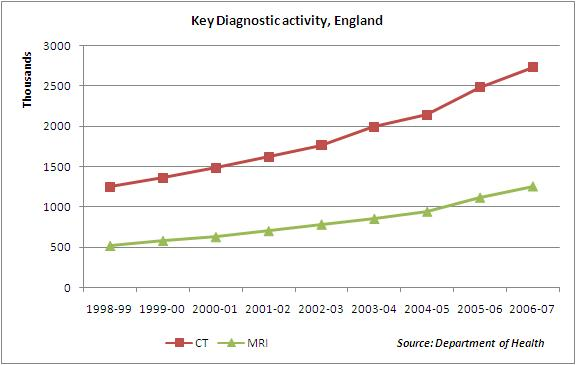 Key Diagnostic activity, England
Thousands
3000
2500
2000
1500
1000
500
0
1998-99 1999-00 2000-01 2001-02 2002-03 2003-04 2004-05 2005-06 2006-07
CT MRI Source: Department of Health